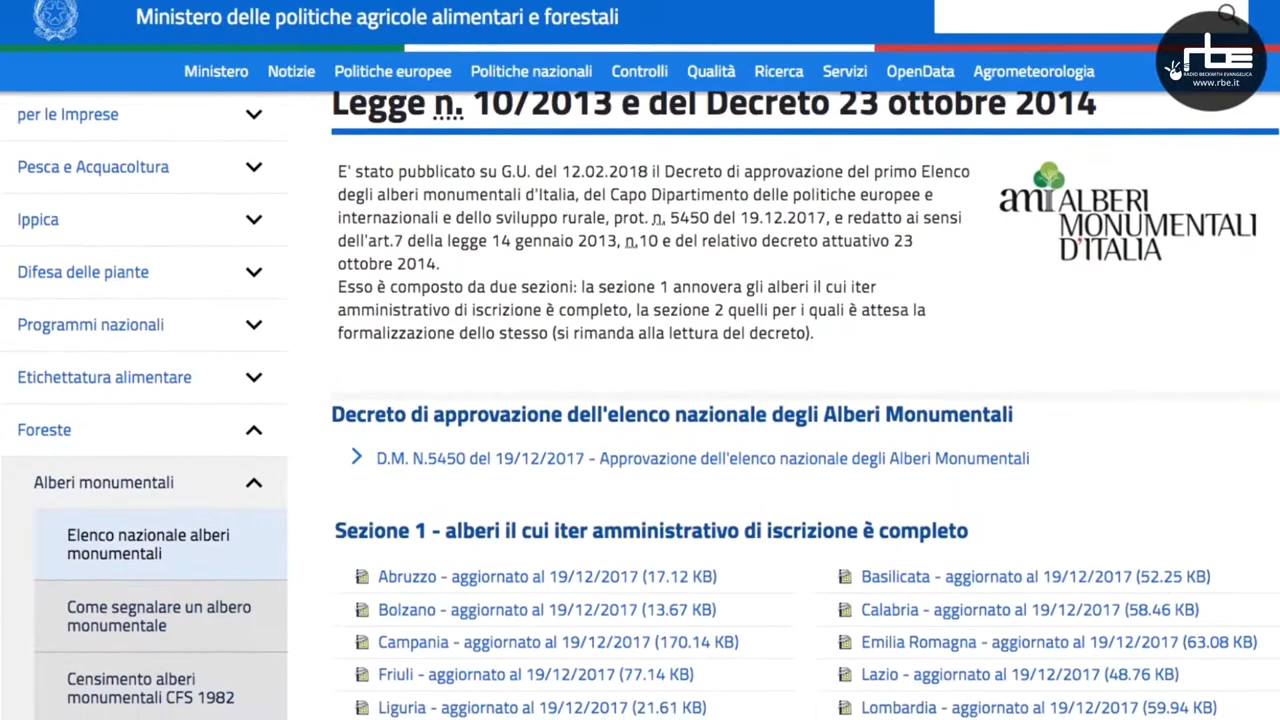 Ministero delle politiche agricole alimentari e forestali
rbe
RADIO BECKWITH EVANGELICA
www.rbe.it
Ministero Notizie Politiche europee Politiche nazionali Controlli Qualità Ricerca Servizi OpenData Agrometeorologia
Legge n. 10/2013 e del Decreto 23 ottobre 2014
per le Imprese
Pesca e Acquacoltura
Ippica
Difesa delle piante
Programmi nazionali
Etichettatura alimentare
Foreste
Alberi monumentali
Elenco nazionale alberi
monumentali
Come segnalare un albero
monumentale
Censimento alberi
monumentali CFS 1982
E' stato pubblicato su G.U. del 12.02.2018 il Decreto di approvazione del primo Elenco
degli alberi monumentali d'Italia, del Capo Dipartimento delle politiche europee e
internazionali e dello sviluppo rurale, prot. n. 5450 del 19.12.2017, e redatto ai sensi
dell'art.7 della legge 14 gennaio 2013, n.10 e del relativo decreto attuativo 23
ottobre 2014.
Esso è composto da due sezioni: la sezione 1 annovera gli alberi il cui iter
amministrativo di iscrizione è completo, la sezione 2 quelli per i quali è attesa la
formalizzazione dello stesso (si rimanda alla lettura del decreto).
ami ALBERI
MONUMENTALI
D'ITALIA
Decreto di approvazione dell'elenco nazionale degli Alberi Monumentali
D.M. N.5450 del 19/12/2017 - Approvazione dell'elenco nazionale degli Alberi Monumentali
Sezione 1 - alberi il cui iter amministrativo di iscrizione è completo
Abruzzo - aggiornato al 19/12/2017 (17.12 KB)
Basilicata - aggiornato al 19/12/2017 (52.25 KB)
Bolzano - aggiornato al 19/12/2017 (13.67 KB)
Calabria - aggiornato al 19/12/2017 (58.46 KB)
Campania - aggiornato al 19/12/2017 (170.14 KB)
Emilia Romagna - aggiornato al 19/12/2017 (63.08 KB)
Friuli - aggiornato al 19/12/2017 (77.14 KB)
Lazio - aggiornato al 19/12/2017 (48.76 KB)
Liguria - aggiornato al 19/12/2017 (21.61 KB)
Lombardia - aggiornato al 19/12/2017 (59.94 KB)